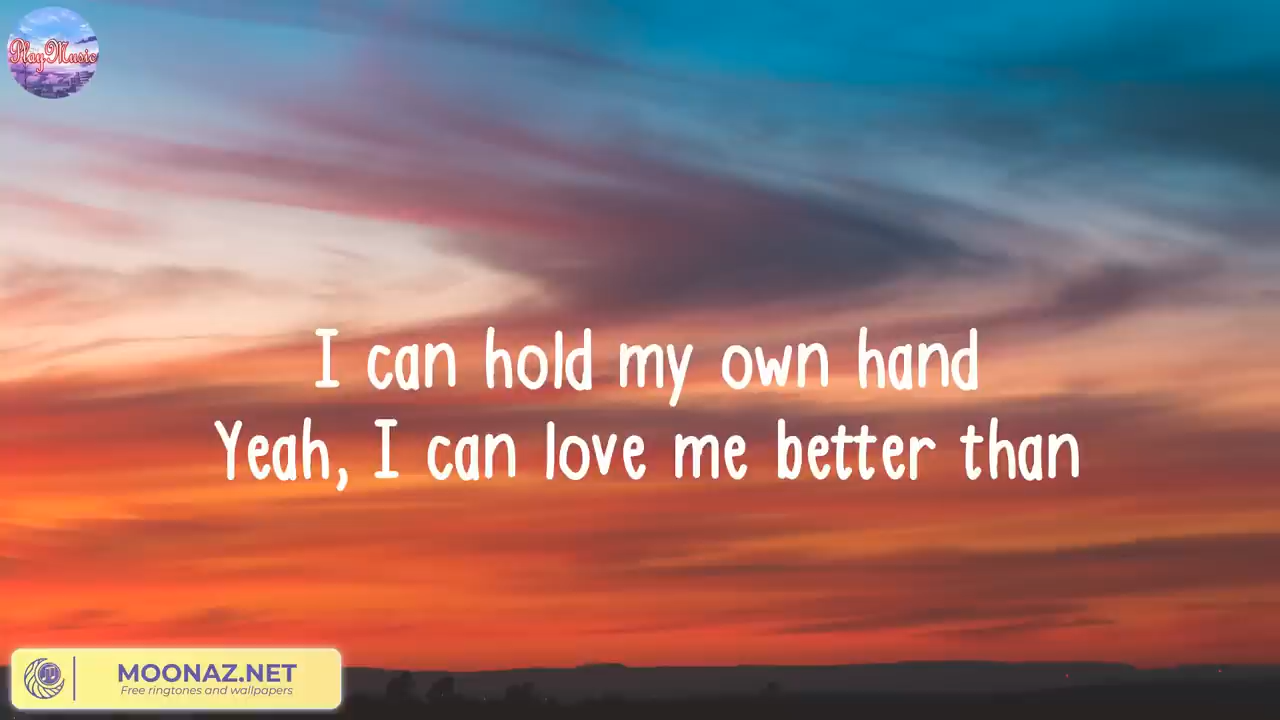 PlayMusic
I can hold my own hand
Yeah, I can love me better than
MOONAZ.NET
Free ringtones and wallpapers